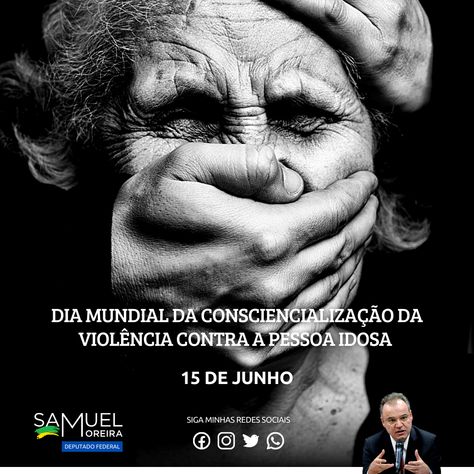 DIA MUNDIAL DA CONSCIENCIALIZAÇÃO DA
VIOLÊNCIA CONTRA A PESSOA IDOSA
15 DE JUNHO
SAMUEL
OREIRA
DEPUTADO FEDERAL
SIGA MINHAS REDES SOCIAIS